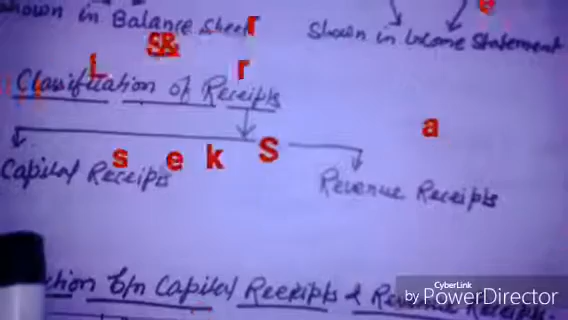 Shown in Balance Sheet
Shown in Income Statement
Classification of Receipts
Capital Receipts
Revenue Receipts
b/n Capital Receipts & Revenue Receipts.
r
e
SR
L
r
a
s e k S
CyberLink
by PowerDirector